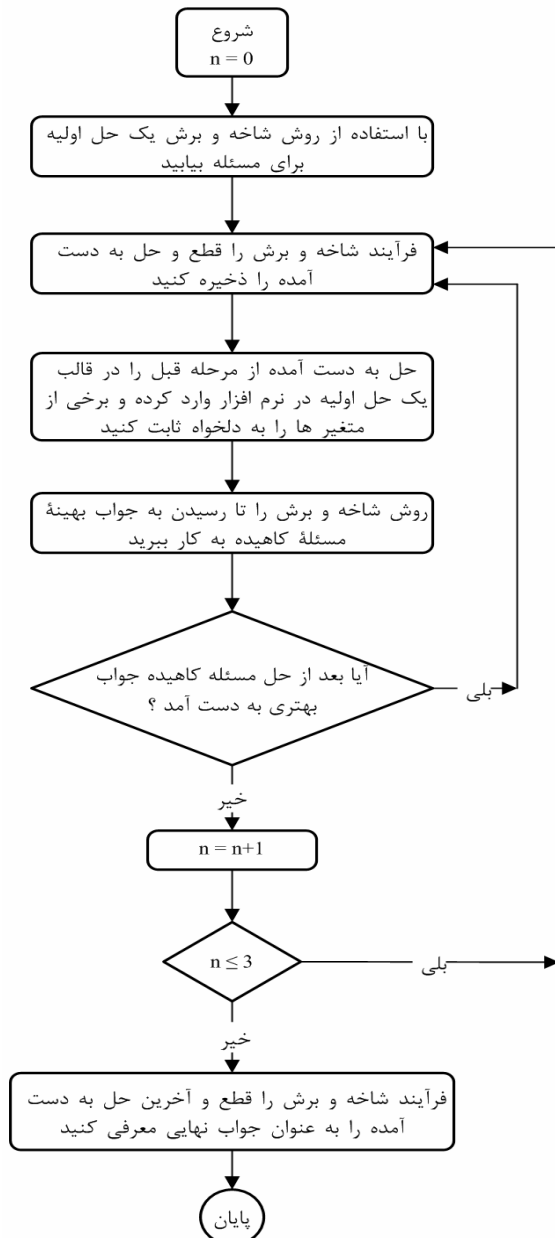 شروع
n = 0
با استفاده از روش شاخه و برش یک حل اولیه
برای مسئله بیابید
فرآیند شاخه و برش را قطع و حل به دست
آمده را ذخیره کنید
حل به دست آمده از مرحله قبل را در قالب
یک حل اولیه در نرم افزار وارد کرده و برخی از
متغیر ها را به دلخواه ثابت کنید
روش شاخه و برش را تا رسیدن به جواب بهینۀ
مسئلۀ کاهیده به کار ببرید
آیا بعد از حل مسئله کاهیده جواب
بهتری به دست آمد ؟
بلی
خیر
n = n+1
n ≤ 3
بلی
خیر
فرآیند شاخه و برش را قطع و آخرین حل به دست
آمده را به عنوان جواب نهایی معرفی کنید
پایان